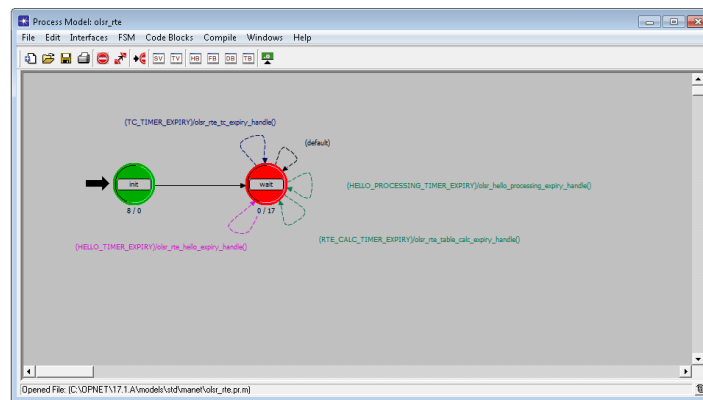 Process Model: olsr_rte
File Edit Interfaces FSM Code Blocks Compile Windows Help
SV TV HB FB DB TB
(TC_TIMER_EXPIRY)/olsr_rte_tc_expiry_handle()
(default)
init
wait
(HELLO_PROCESSING_TIMER_EXPIRY)/olsr_hello_processing_expiry_handle()
8 / 0
0 / 17
(RTE_CALC_TIMER_EXPIRY)/olsr_rte_table_calc_expiry_handle()
(HELLO_TIMER_EXPIRY)/olsr_rte_hello_expiry_handle()
Opened File: (C:\OPNET\17.1.A\models\std\manet\olsr_rte.pr.m)